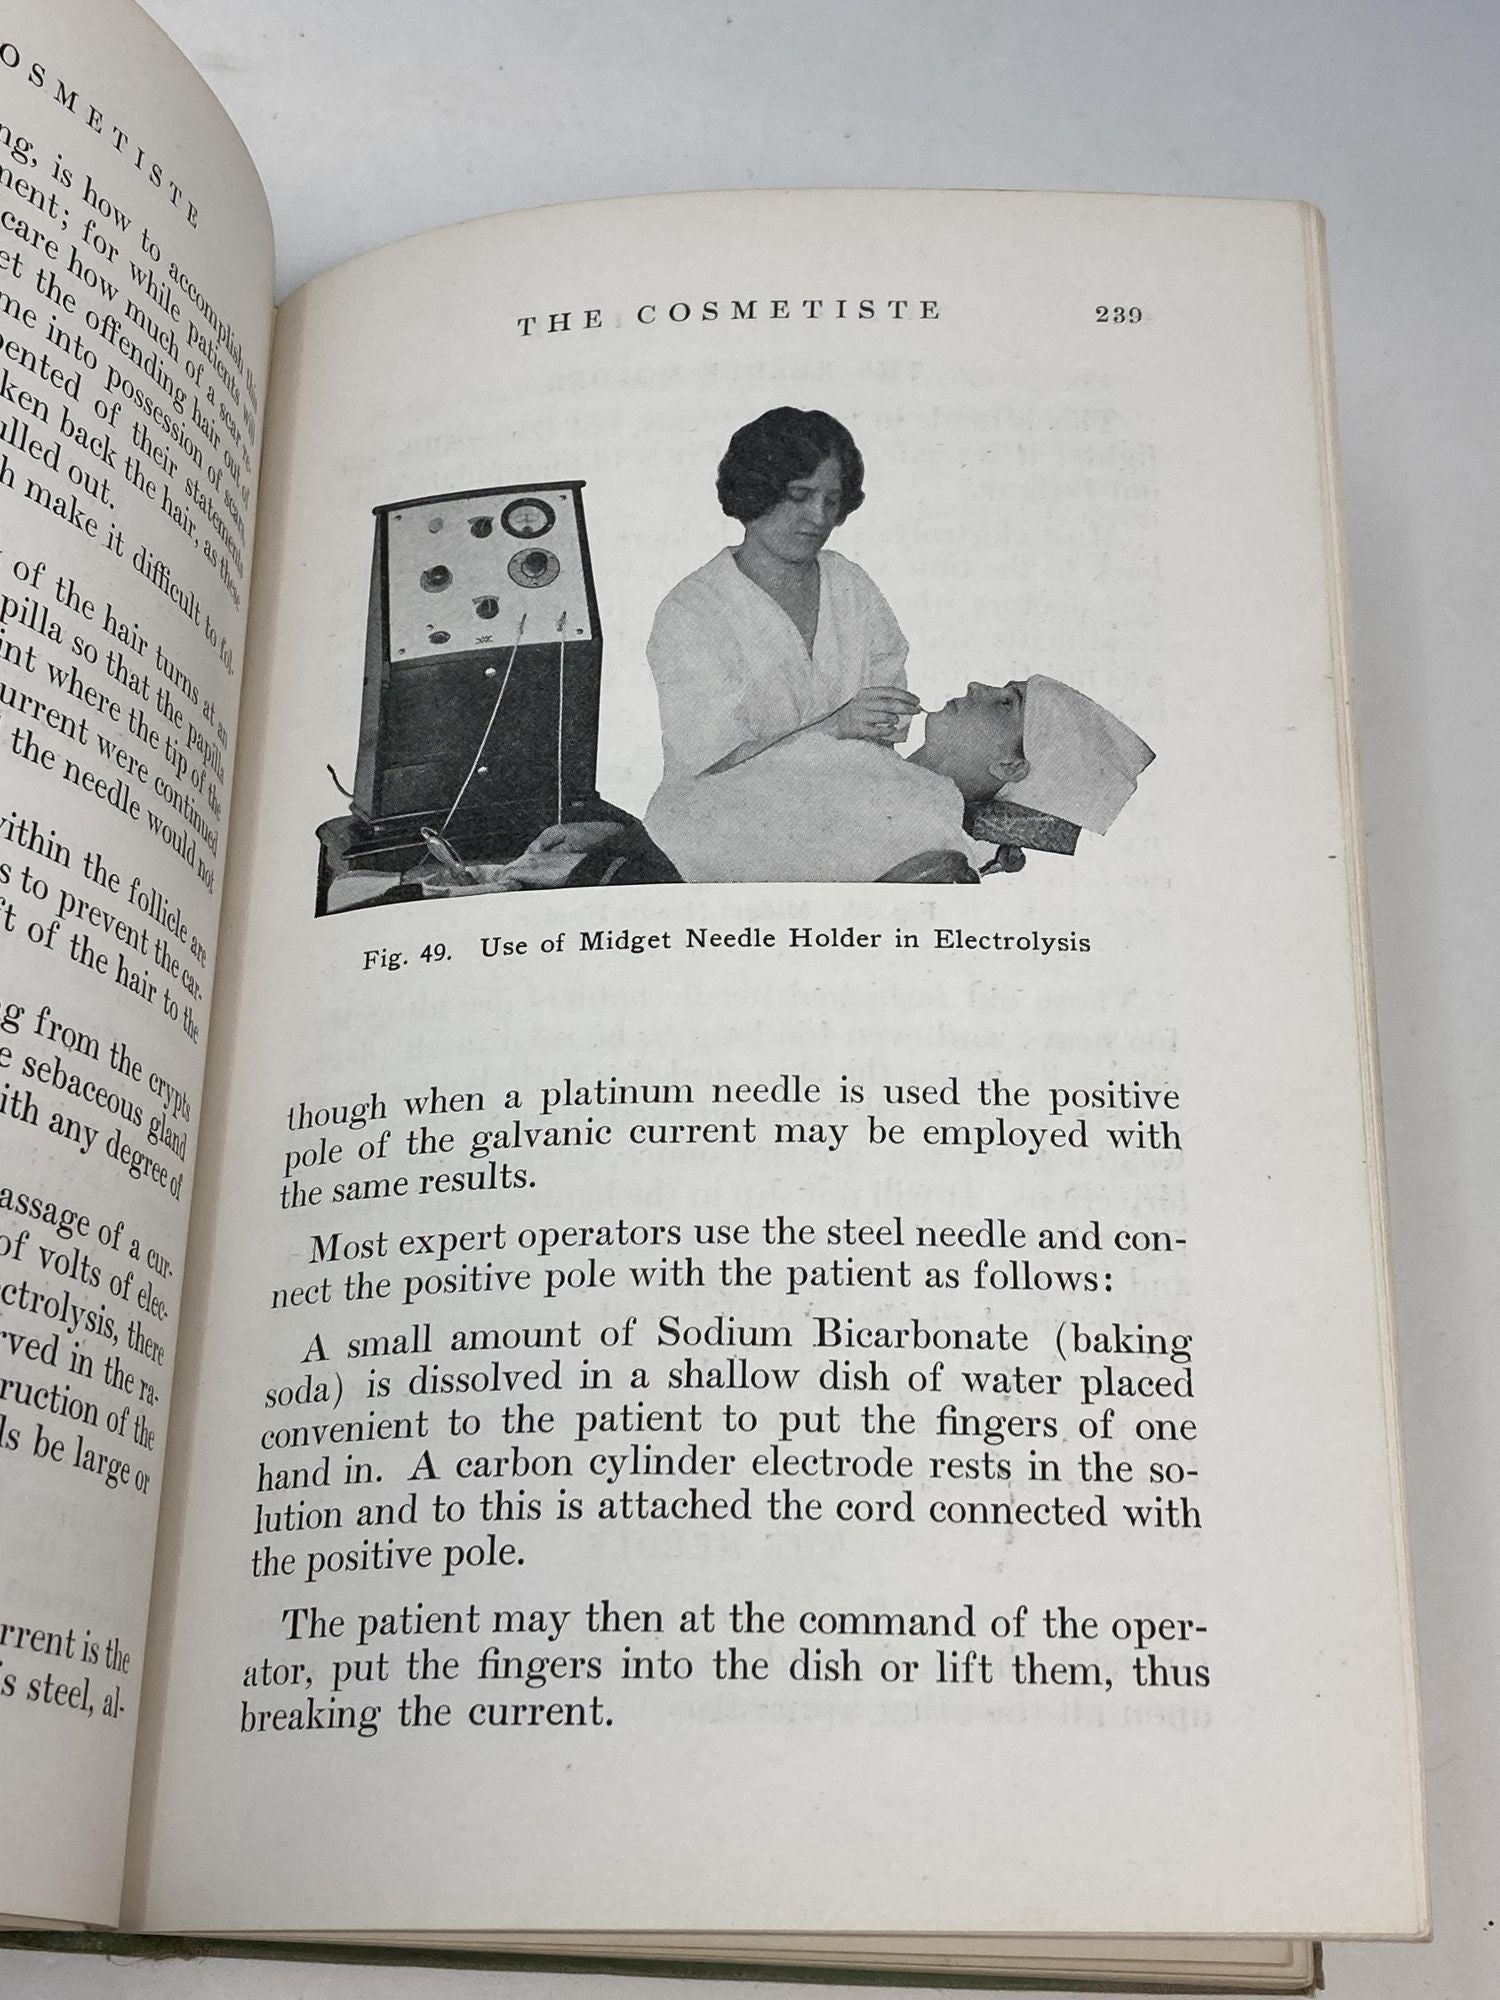 OSMETISTE
ng, is how to accomplish this
ment; for while patients will
care how much of a scar re-
et the offending hair out of
me into possession of scars,
pented of their statements
ken back the hair, as these
ulled out.
h make it difficult to fol-
of the hair turns at an
pilla so that the papilla
int where the tip of the
urrent were continued
the needle would not
within the follicle are
s to prevent the car-
ft of the hair to the
ng from the crypts
e sebaceous gland
ith any degree of
assage of a cur-
of volts of elec-
ctrolysis, there
rved in the ra-
ruction of the
ls be large or
rrent is the
is steel, al-
THE COSMETISTE 239
Fig. 49. Use of Midget Needle Holder in Electrolysis
though when a platinum needle is used the positive
pole of the galvanic current may be employed with
the same results.
Most expert operators use the steel needle and con-
nect the positive pole with the patient as follows:
A small amount of Sodium Bicarbonate (baking
soda) is dissolved in a shallow dish of water placed
convenient to the patient to put the fingers of one
hand in. A carbon cylinder electrode rests in the so-
lution and to this is attached the cord connected with
the positive pole.
The patient may then at the command of the oper-
ator, put the fingers into the dish or lift them, thus
breaking the current.